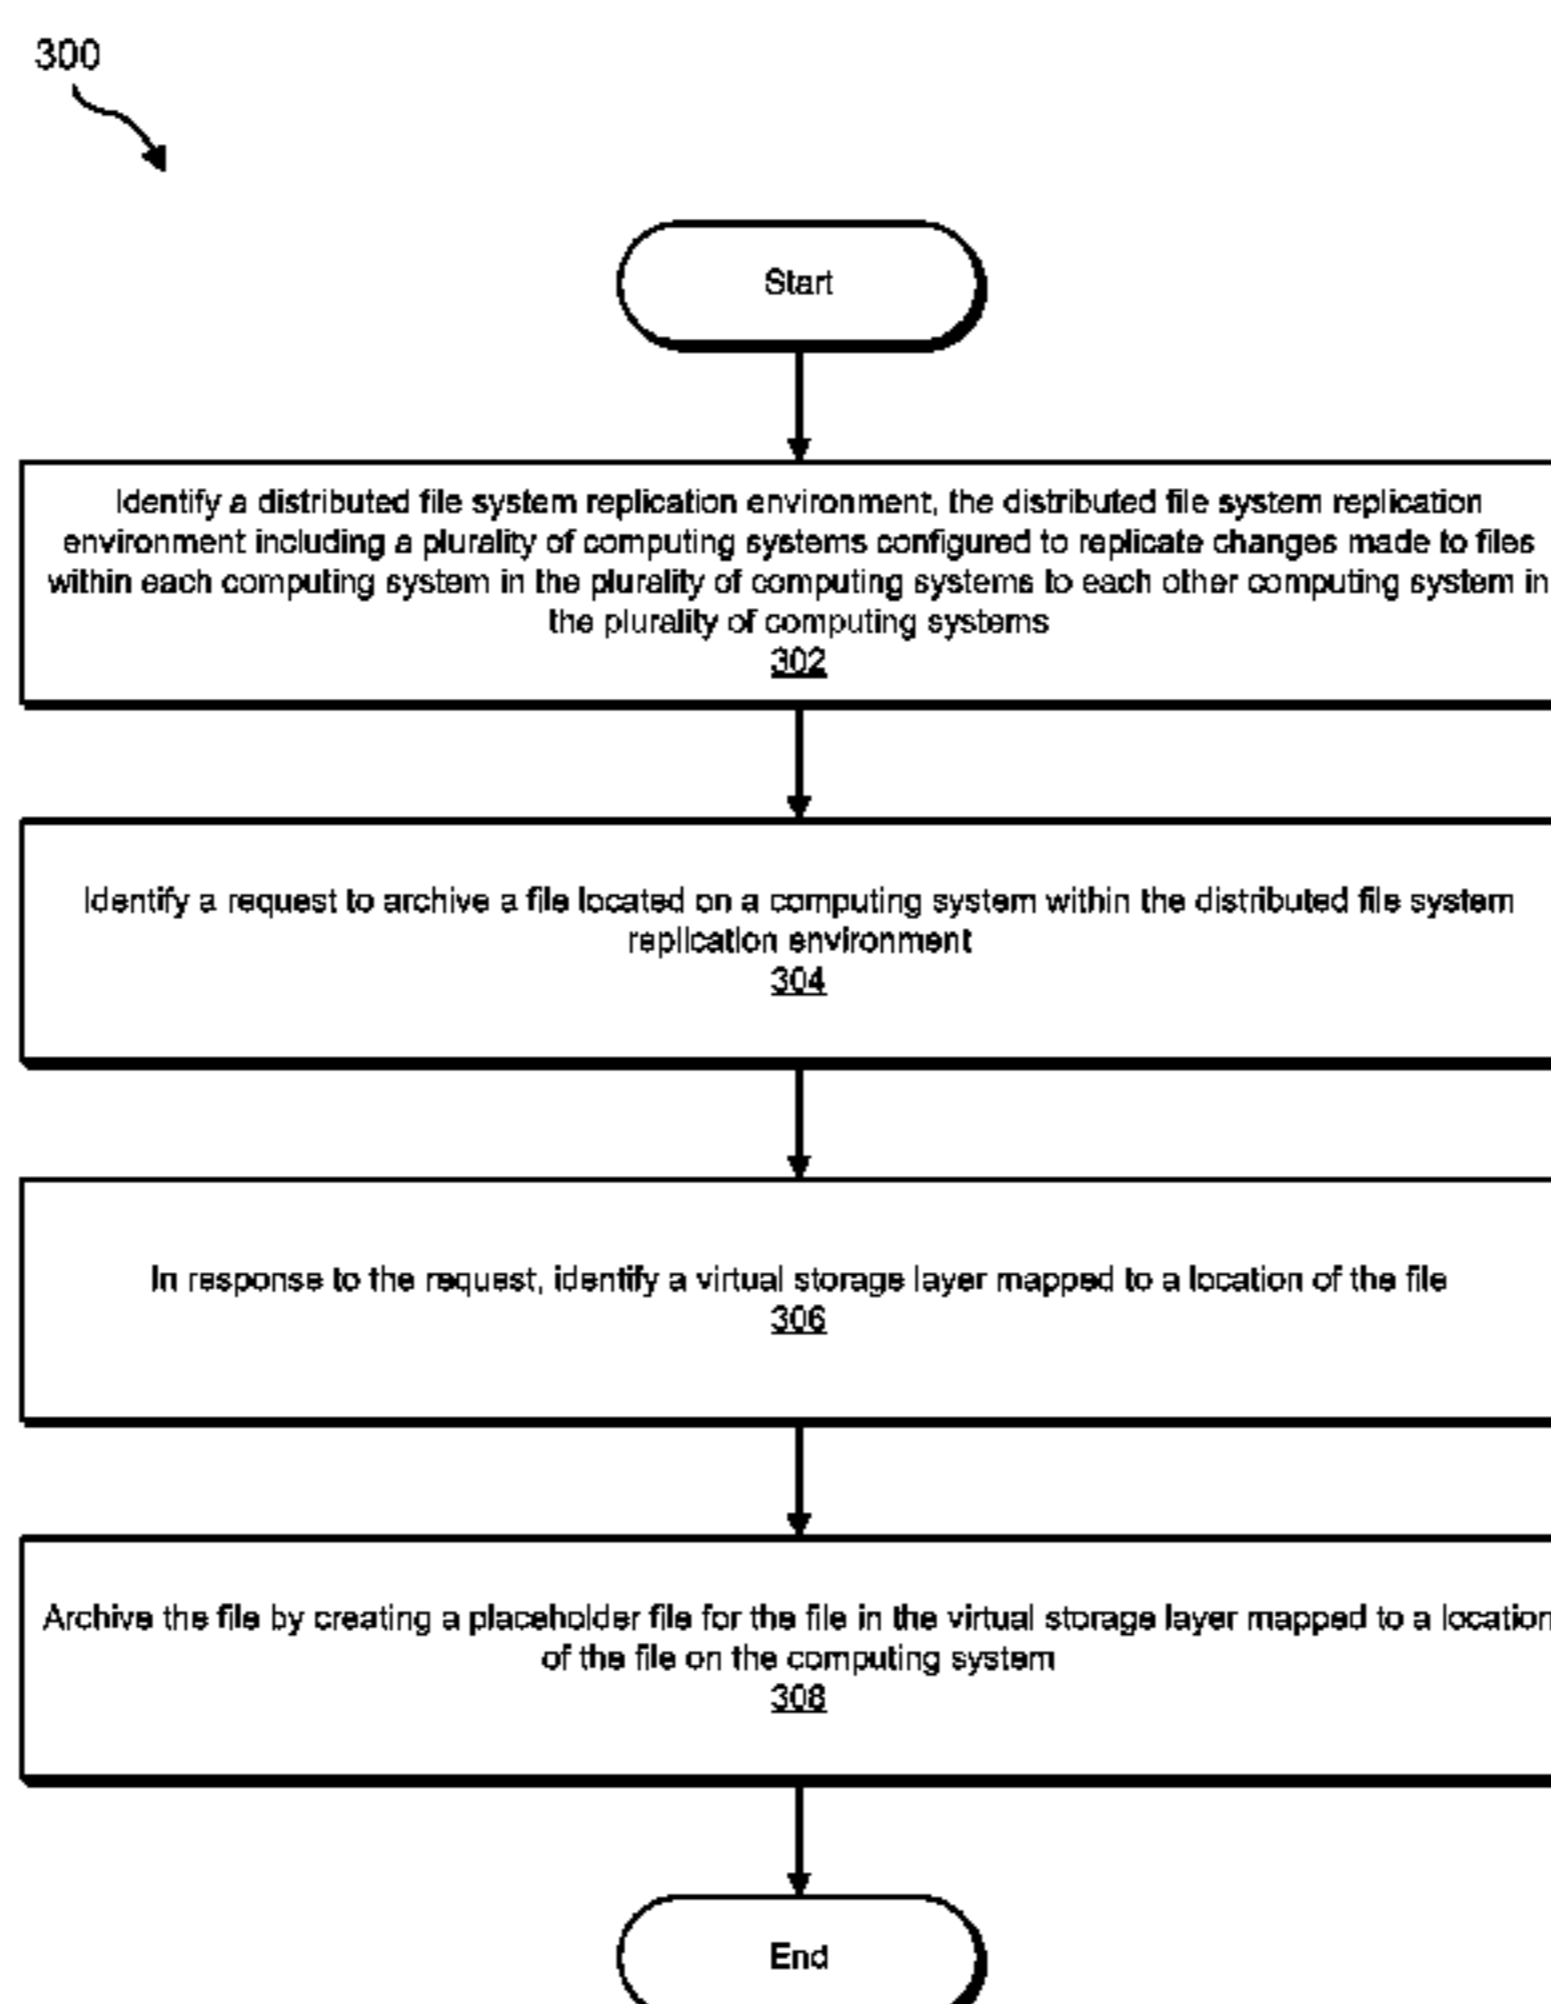 300
Start
Identify a distributed file system replication environment, the distributed file system replication
environment including a plurality of computing systems configured to replicate changes made to files
within each computing system in the plurality of computing systems to each other computing system in
the plurality of computing systems
302
Identify a request to archive a file located on a computing system within the distributed file system
replication environment
304
In response to the request, identify a virtual storage layer mapped to a location of the file
306
Archive the file by creating a placeholder file for the file in the virtual storage layer mapped to a location
of the file on the computing system
308
End